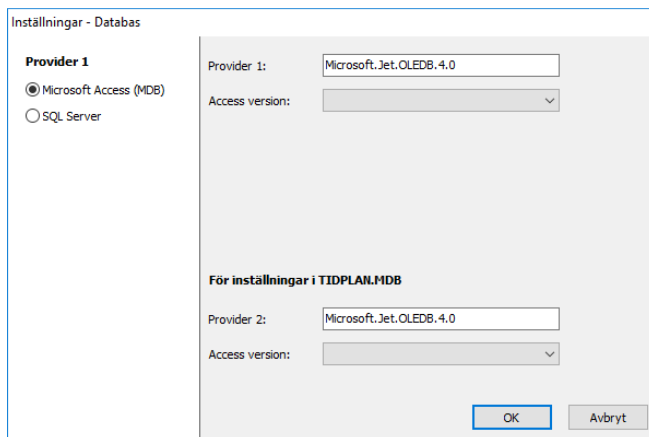 Inställningar - Databas
Provider 1
Microsoft Access (MDB)
SQL Server
Provider 1: Microsoft.Jet.OLEDB.4.0
Access version:
För inställningar i TIDPLAN.MDB
Provider 2: Microsoft.Jet.OLEDB.4.0
Access version:
OK Avbryt